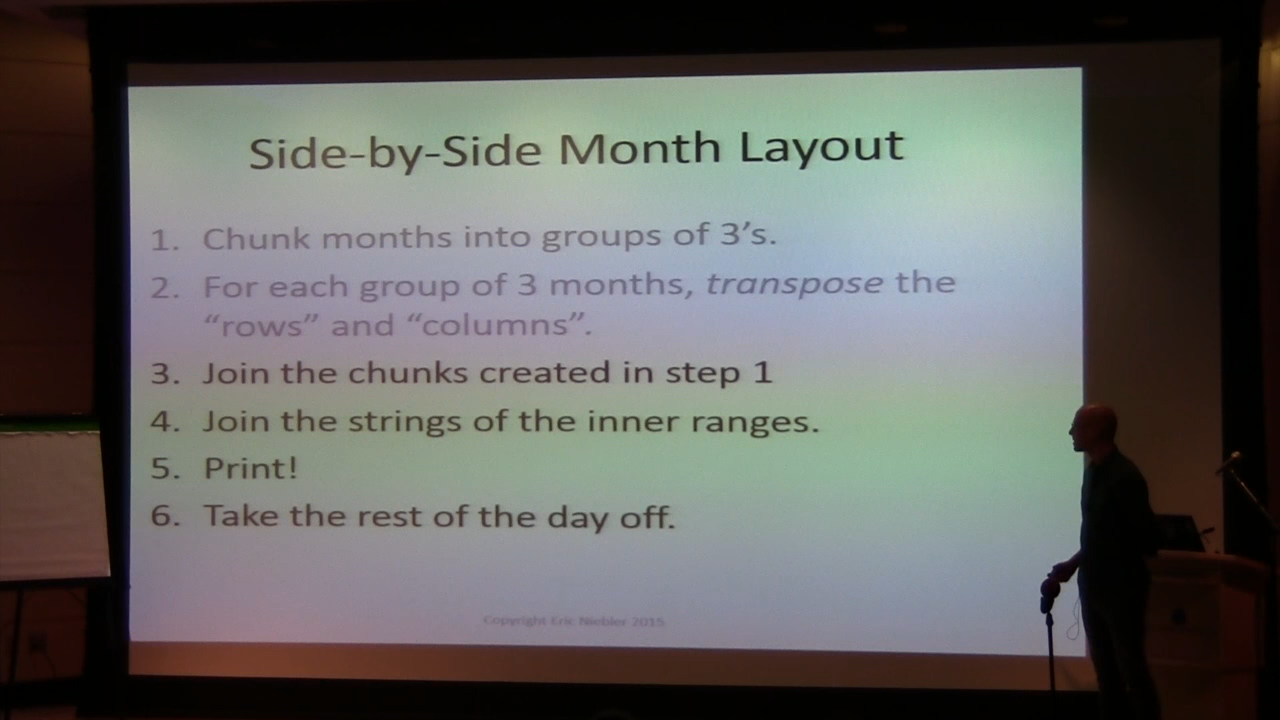 Side-by-Side Month Layout
1. Chunk months into groups of 3's.
2. For each group of 3 months, transpose the
"rows" and "columns".
3. Join the chunks created in step 1
4. Join the strings of the inner ranges.
5. Print!
6. Take the rest of the day off.
Copyright Eric Niebler 2015